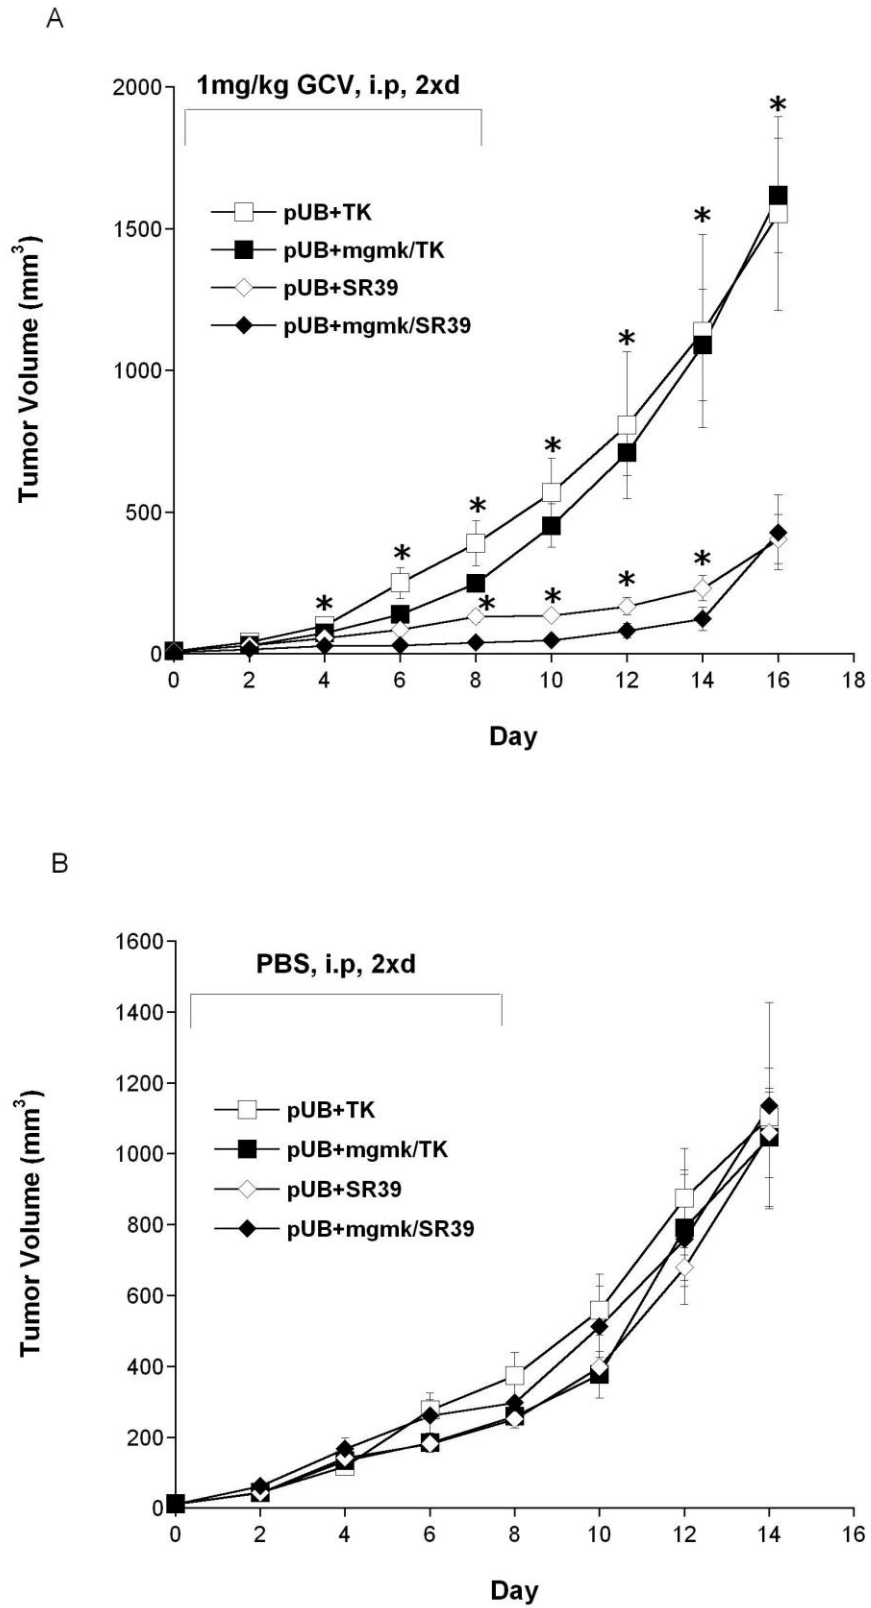 A
1mg/kg GCV, i.p, 2xd
2000
1500
1000
500
0
Tumor Volume (mm³)
pUB+TK
pUB+mgmk/TK
pUB+SR39
pUB+mgmk/SR39
* * * * * * *
* * * *
0 2 4 6 8 10 12 14 16 18
Day
B
PBS, i.p, 2xd
1600
1400
1200
1000
800
600
400
200
0
Tumor Volume (mm³)
pUB+TK
pUB+mgmk/TK
pUB+SR39
pUB+mgmk/SR39
0 2 4 6 8 10 12 14 16
Day